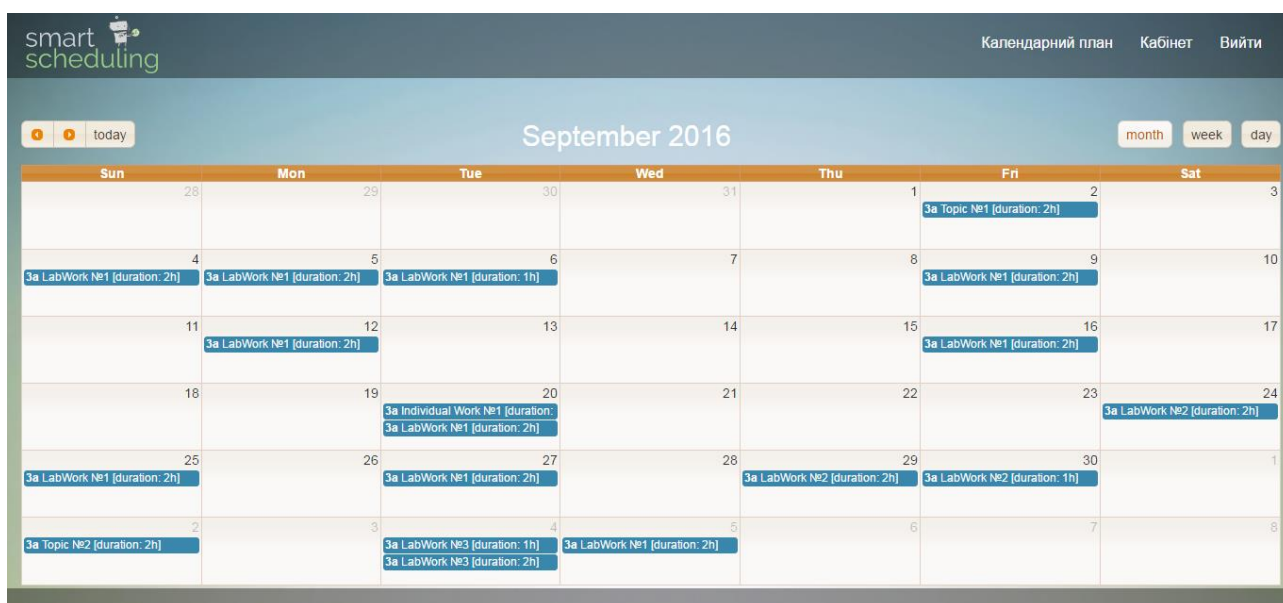 smart
scheduling
Календарний план Кабінет Вийти
today
September 2016
month week day
Sun Mon Tue Wed Thu Fri Sat
28 29 30 31 1 2 3
3a Topic №1 [duration: 2h]
4 5 6 7 8 9 10
3a LabWork №1 [duration: 2h] 3a LabWork №1 [duration: 2h] 3a LabWork №1 [duration: 1h] 3a LabWork №1 [duration: 2h]
11 12 13 14 15 16 17
3a LabWork №1 [duration: 2h] 3a LabWork №1 [duration: 2h]
18 19 20 21 22 23 24
3a Individual Work №1 [duration: 3a LabWork №2 [duration: 2h]
3a LabWork №1 [duration: 2h]
25 26 27 28 29 30 1
3a LabWork №1 [duration: 2h] 3a LabWork №1 [duration: 2h] 3a LabWork №2 [duration: 2h] 3a LabWork №2 [duration: 1h]
2 3 4 5 6 7 8
3a Topic №2 [duration: 2h] 3a LabWork №3 [duration: 1h] 3a LabWork №1 [duration: 2h]
3a LabWork №3 [duration: 2h]